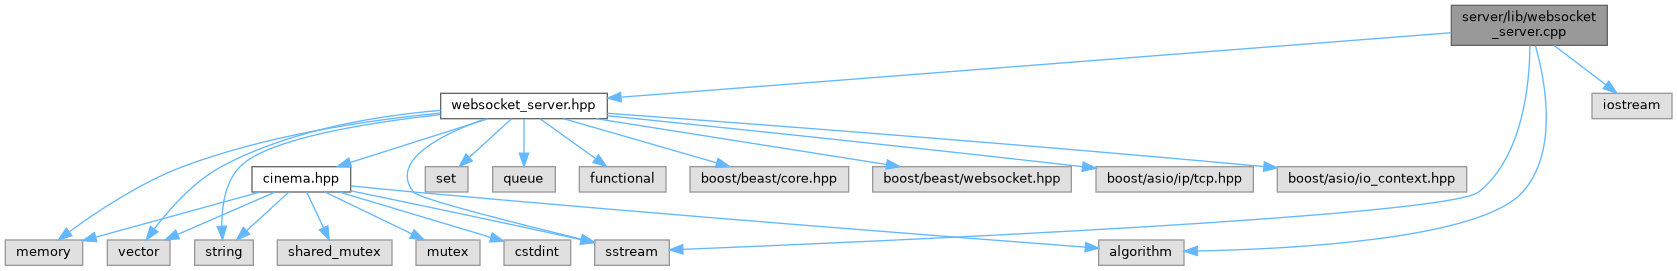 server/lib/websocket
_server.cpp
websocket_server.hpp
iostream
cinema.hpp
set
queue
functional
boost/beast/core.hpp
boost/beast/websocket.hpp
boost/asio/ip/tcp.hpp
boost/asio/io_context.hpp
memory
vector
string
shared_mutex
mutex
cstdint
sstream
algorithm